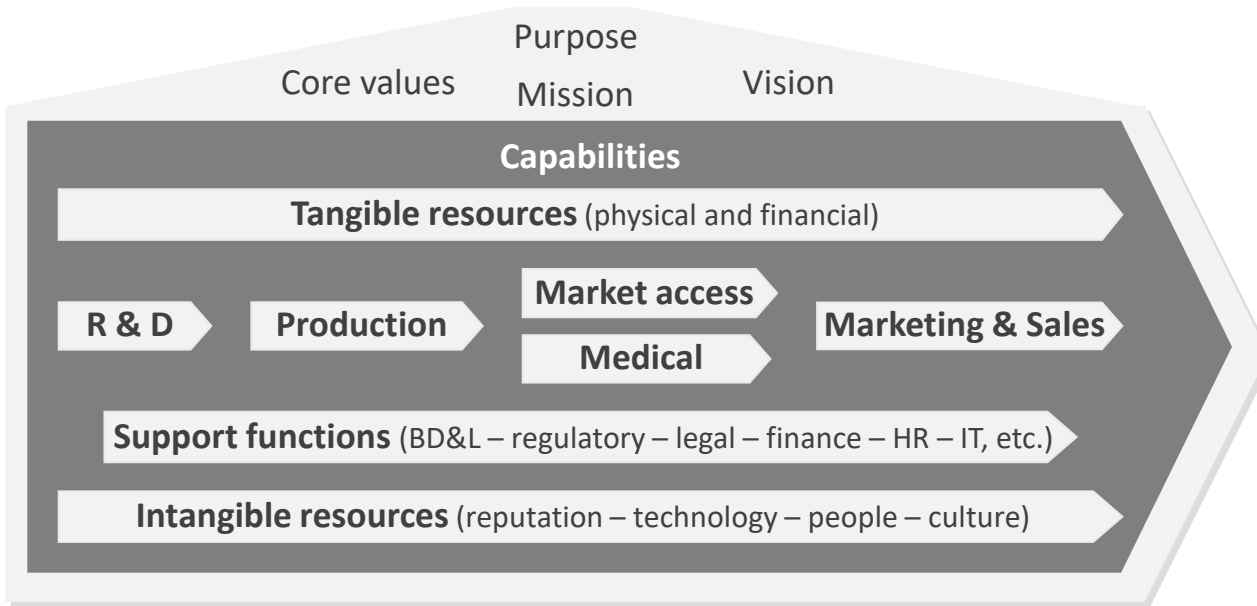 Purpose
Core values
Mission
Vision
Capabilities
Tangible resources (physical and financial)
R & D
Production
Market access
Medical
Marketing & Sales
Support functions (BD&L – regulatory – legal – finance – HR – IT, etc.)
Intangible resources (reputation – technology – people – culture)